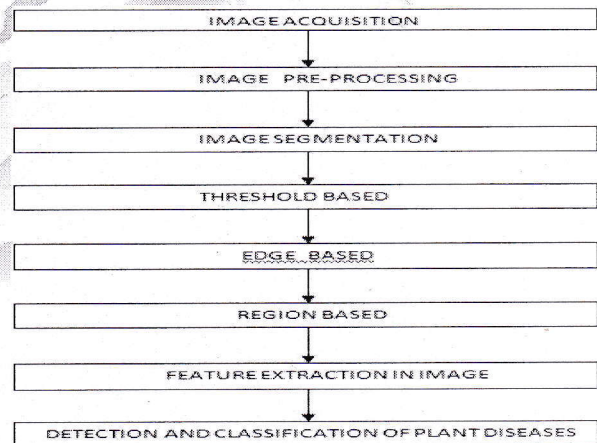 IMAGE ACQUISITION
IMAGE PRE-PROCESSING
IMAGE SEGMENTATION
THRESHOLD BASED
EDGE BASED
REGION BASED
FEATURE EXTRACTION IN IMAGE
DETECTION AND CLASSIFICATION OF PLANT DISEASES